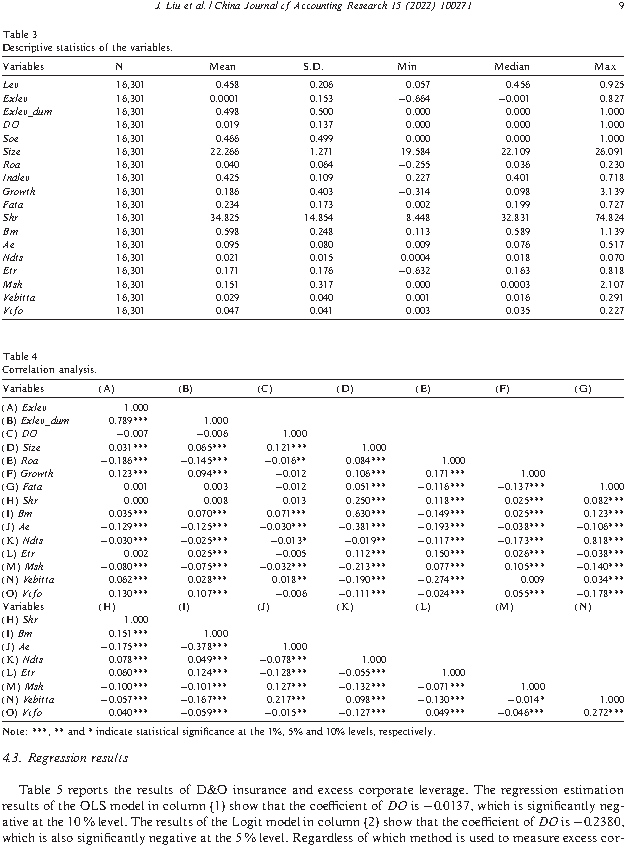 J. Liu et al. / China Journal of Accounting Research 15 (2022) 100271 9
Table 3
Descriptive statistics of the variables.
Variables N Mean S.D. Min Median Max
Lev 16,301 0.458 0.206 0.057 0.456 0.925
Exlev 16,301 0.0001 0.153 −0.664 −0.001 0.827
Exlev_dum 16,301 0.498 0.500 0.000 0.000 1.000
DO 16,301 0.019 0.137 0.000 0.000 1.000
Soe 16,301 0.466 0.499 0.000 0.000 1.000
Size 16,301 22.266 1.271 19.584 22.109 26.091
Roa 16,301 0.040 0.064 −0.255 0.036 0.230
Indlev 16,301 0.425 0.109 0.227 0.401 0.718
Growth 16,301 0.186 0.403 −0.314 0.098 3.139
Fata 16,301 0.234 0.173 0.002 0.199 0.727
Shr 16,301 34.825 14.854 8.448 32.831 74.824
Bm 16,301 0.598 0.248 0.113 0.589 1.139
Ae 16,301 0.095 0.080 0.009 0.076 0.517
Ndts 16,301 0.021 0.015 0.0004 0.018 0.070
Etr 16,301 0.171 0.176 −0.632 0.163 0.818
Msh 16,301 0.151 0.317 0.000 0.0003 2.107
Vebitta 16,301 0.029 0.040 0.001 0.016 0.291
Vcfo 16,301 0.047 0.041 0.003 0.035 0.227
Table 4
Correlation analysis.
Variables (A) (B) (C) (D) (E) (F) (G)
(A) Exlev 1.000
(B) Exlev_dum 0.789*** 1.000
(C) DO −0.007 −0.006 1.000
(D) Size 0.031*** 0.065*** 0.121*** 1.000
(E) Roa −0.186*** −0.145*** −0.016** 0.084*** 1.000
(F) Growth 0.123*** 0.094*** −0.012 0.106*** 0.171*** 1.000
(G) Fata 0.001 0.003 −0.012 0.051*** −0.116*** −0.137*** 1.000
(H) Shr 0.000 0.008 0.013 0.250*** 0.118*** 0.025*** 0.082***
(I) Bm 0.035*** 0.070*** 0.071*** 0.630*** −0.149*** 0.025*** 0.123***
(J) Ae −0.129*** −0.125*** −0.030*** −0.381*** −0.193*** −0.038*** −0.106***
(K) Ndts −0.030*** −0.025*** −0.013* −0.019** −0.117*** −0.173*** 0.818***
(L) Etr 0.002 0.025*** −0.005 0.112*** 0.150*** 0.026*** −0.038***
(M) Msh −0.080*** −0.075*** −0.032*** −0.213*** 0.077*** 0.105*** −0.140***
(N) Vebitta 0.062*** 0.028*** 0.018** −0.190*** −0.274*** 0.009 0.034***
(O) Vcfo 0.130*** 0.107*** −0.006 −0.111*** −0.024*** 0.055*** −0.178***
Variables (H) (I) (J) (K) (L) (M) (N)
(H) Shr 1.000
(I) Bm 0.151*** 1.000
(J) Ae −0.175*** −0.378*** 1.000
(K) Ndts 0.078*** 0.049*** −0.078*** 1.000
(L) Etr 0.060*** 0.124*** −0.128*** −0.055*** 1.000
(M) Msh −0.100*** −0.101*** 0.127*** −0.132*** −0.071*** 1.000
(N) Vebitta −0.057*** −0.167*** 0.217*** 0.098*** −0.130*** −0.014* 1.000
(O) Vcfo 0.040*** −0.059*** −0.015** −0.127*** 0.049*** −0.046*** 0.272***
Note: ***, ** and * indicate statistical significance at the 1%, 5% and 10% levels, respectively.
4.3. Regression results
Table 5 reports the results of D&O insurance and excess corporate leverage. The regression estimation
results of the OLS model in column (1) show that the coefficient of DO is −0.0137, which is significantly neg-
ative at the 10 % level. The results of the Logit model in column (2) show that the coefficient of DO is −0.2380,
which is also significantly negative at the 5 % level. Regardless of which method is used to measure excess cor-